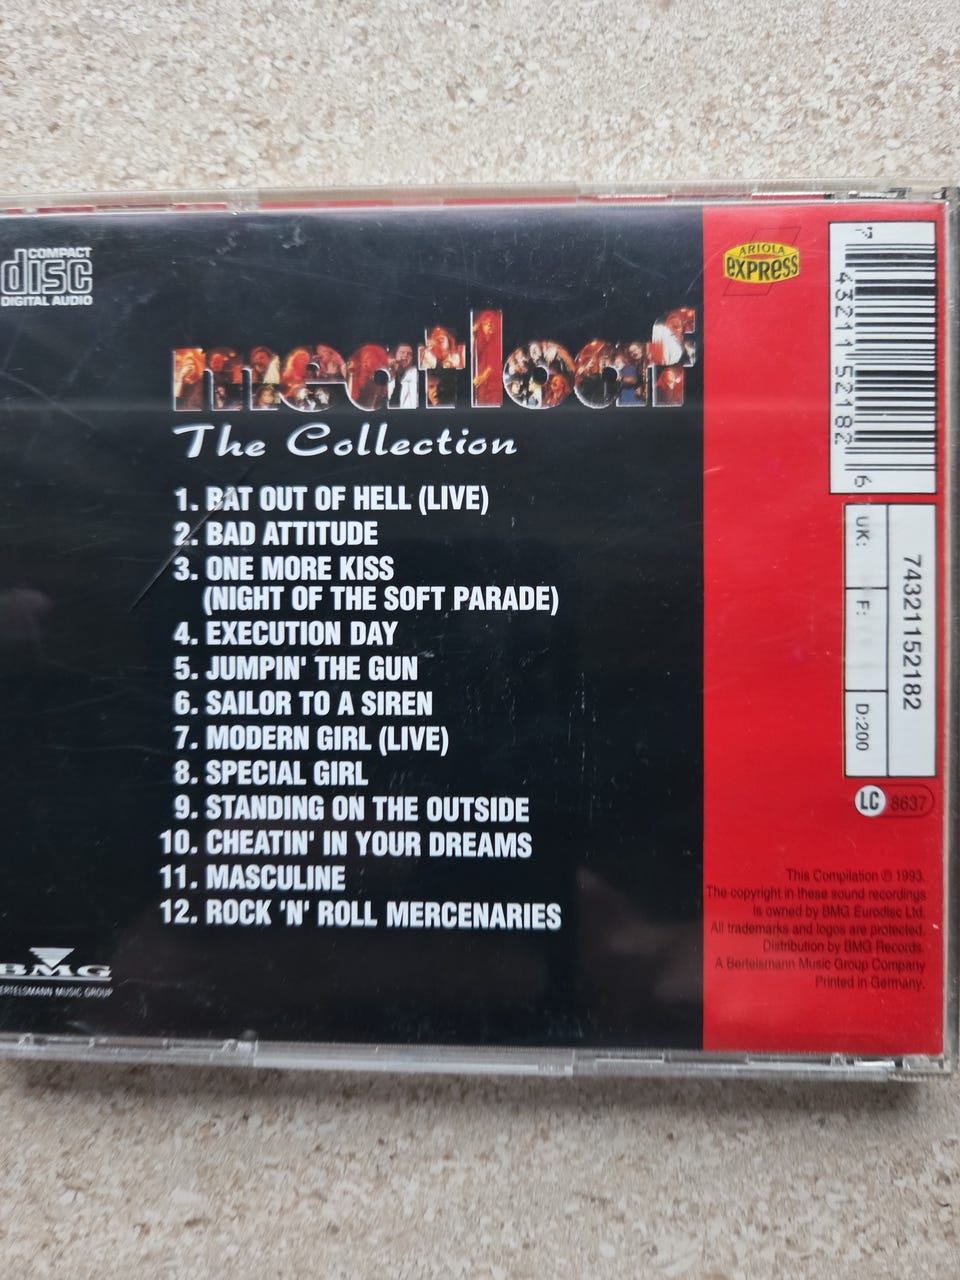 COMPACT
disc
DIGITAL AUDIO
meat loaf
The Collection
1. BAT OUT OF HELL (LIVE)
2. BAD ATTITUDE
3. ONE MORE KISS
(NIGHT OF THE SOFT PARADE)
4. EXECUTION DAY
5. JUMPIN' THE GUN
6. SAILOR TO A SIREN
7. MODERN GIRL (LIVE)
8. SPECIAL GIRL
9. STANDING ON THE OUTSIDE
10. CHEATIN' IN YOUR DREAMS
11. MASCULINE
12. ROCK 'N' ROLL MERCENARIES
BMG
BERTELSMANN MUSIC GROUP
ARIOLA
EXPRESS
7 43211 52182 6
74321152182
UK:
F:
D:200
LC 8637
This Compilation ℗ 1993.
The copyright in these sound recordings
is owned by BMG Eurodisc Ltd.
All trademarks and logos are protected.
Distribution by BMG Records.
A Bertelsmann Music Group Company
Printed in Germany.